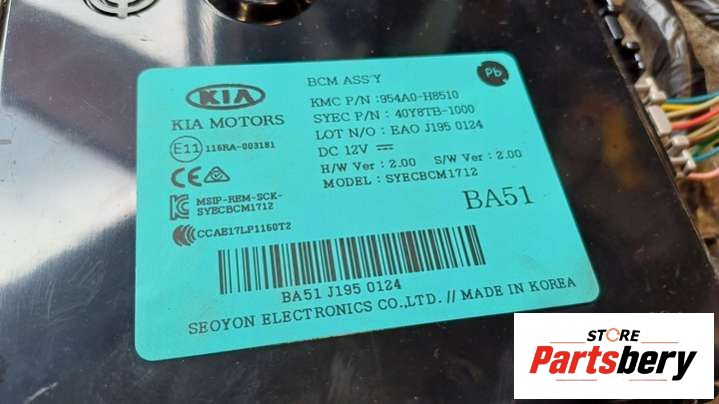 KIA
KIA MOTORS
BCM ASS'Y
Pb
KMC P/N :954A0-H8510
SYEC P/N : 40Y8TB-1000
LOT N/O : EAO J195 0124
DC 12V
H/W Ver : 2.00 S/W Ver : 2.00
MODEL : SYECBCM1712
E11 116RA-003181
CE
MSIP-REM-SCK-
SYECBCM1712
CCAB17LP1160T2
BA51
BA51 J195 0124
SEOYON ELECTRONICS CO.,LTD. // MADE IN KOREA
STORE
Partsbery